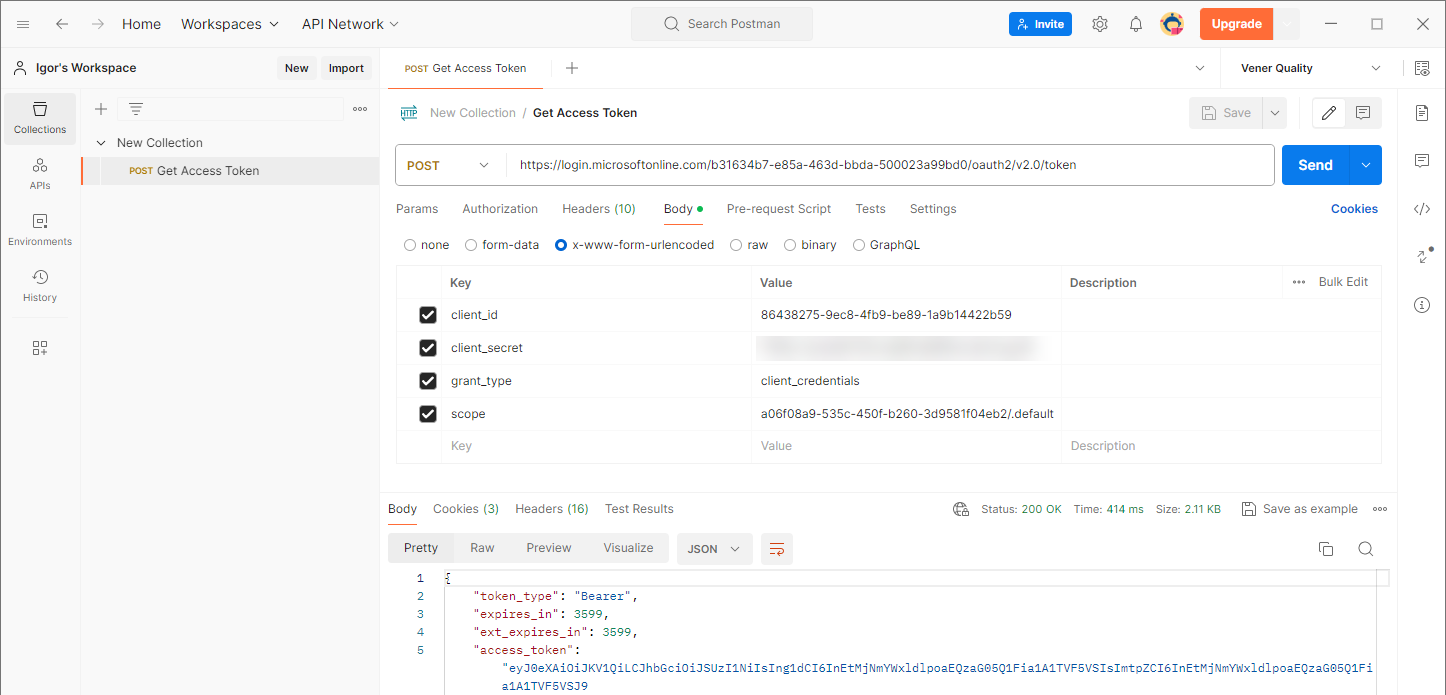 Home
Workspaces
API Network
Search Postman
Invite
Upgrade
Igor's Workspace
New
Import
POST Get Access Token
Vener Quality
Collections
APIs
Environments
History
New Collection
POST Get Access Token
HTTP
New Collection / Get Access Token
Save
POST
https://login.microsoftonline.com/b31634b7-e85a-463d-bbda-500023a99bd0/oauth2/v2.0/token
Send
Params Authorization Headers (10) Body Pre-request Script Tests Settings
Cookies
none form-data x-www-form-urlencoded raw binary GraphQL
Key Value Description Bulk Edit
client_id 86438275-9ec8-4fb9-be89-1a9b14422b59
client_secret
grant_type client_credentials
scope a06f08a9-535c-450f-b260-3d9581f04eb2/.default
Key Value Description
Body Cookies (3) Headers (16) Test Results
Status: 200 OK Time: 414 ms Size: 2.11 KB
Save as example
Pretty Raw Preview Visualize JSON
1 {
2 "token_type": "Bearer",
3 "expires_in": 3599,
4 "ext_expires_in": 3599,
5 "access_token":
"eyJ0eXAiOiJKV1QiLCJhbGciOiJSUzI1NiIsIng1dCI6InEtMjNmYWxldlpoaEQzaG05Q1Fia1A1TVF5VSIsImtpZCI6InEtMjNmYWxldlpoaEQzaG05Q1Fi
a1A1TVF5VSJ9